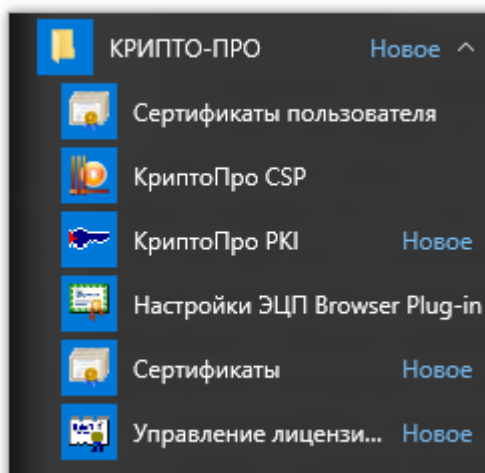 КРИПТО-ПРО Новое
Сертификаты пользователя
КриптоПро CSP
КриптоПро PKI Новое
Настройки ЭЦП Browser Plug-in
Сертификаты Новое
Управление лицензи... Новое